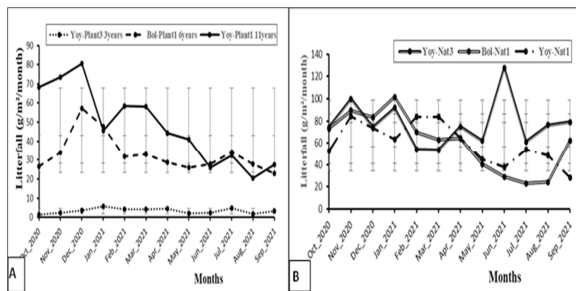 Yoy-Plant3 3years Bol-Plant1 6years Yoy-Plant1 11years
Litterfall (g/m²/month)
90
80
70
60
50
40
30
20
10
0
Oct_2020 Nov_2020 Dec_2020 Jan_2021 Feb_2021 Mar_2021 Apr_2021 May_2021 Jun_2021 Jul_2021 Aug_2021 Sep_2021
Months
A
Yoy-Nat3 Bol-Nat1 Yoy-Nat1
Litterfall (g/m²/month)
140
120
100
80
60
40
20
0
Oct_2020 Nov_2020 Dec_2020 Jan_2021 Feb_2021 Mar_2021 Apr_2021 May_2021 Jun_2021 Jul_2021 Aug_2021 Sep_2021
Months
B